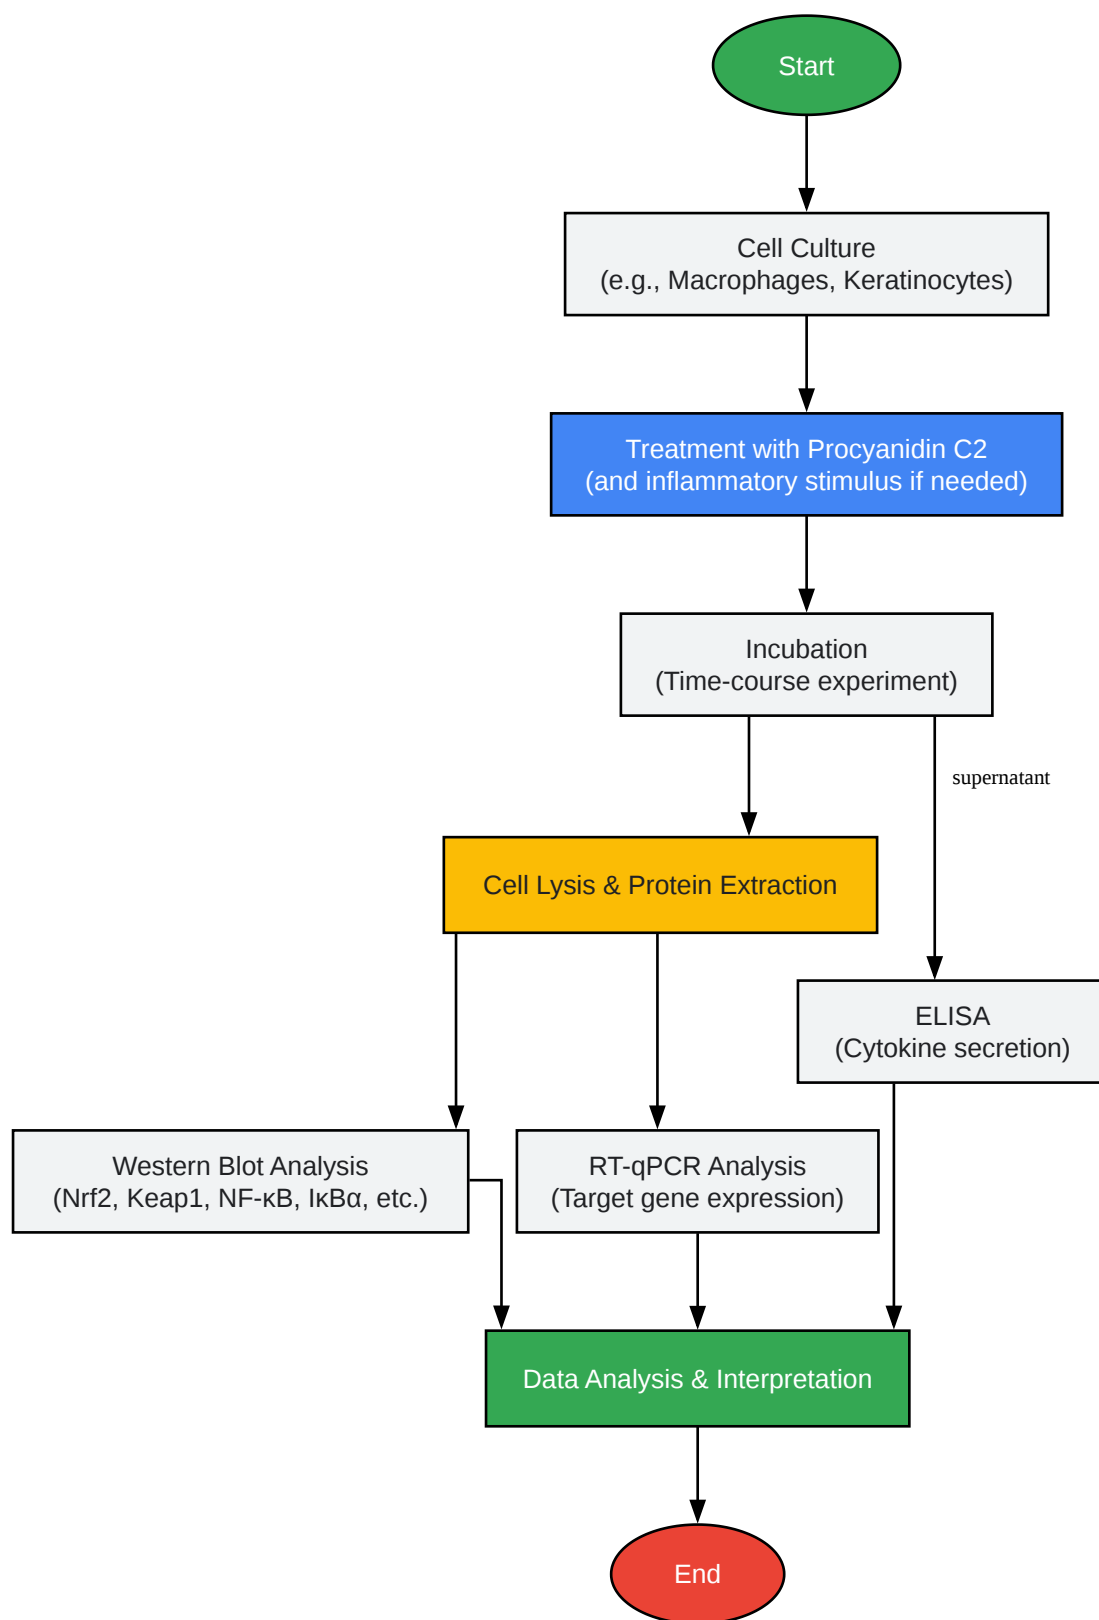 Start
Cell Culture
(e.g., Macrophages, Keratinocytes)
Treatment with Procyanidin C2
(and inflammatory stimulus if needed)
Incubation
(Time-course experiment)
supernatant
Cell Lysis & Protein Extraction
ELISA
(Cytokine secretion)
Western Blot Analysis
(Nrf2, Keap1, NF-κB, IκBα, etc.)
RT-qPCR Analysis
(Target gene expression)
Data Analysis & Interpretation
End